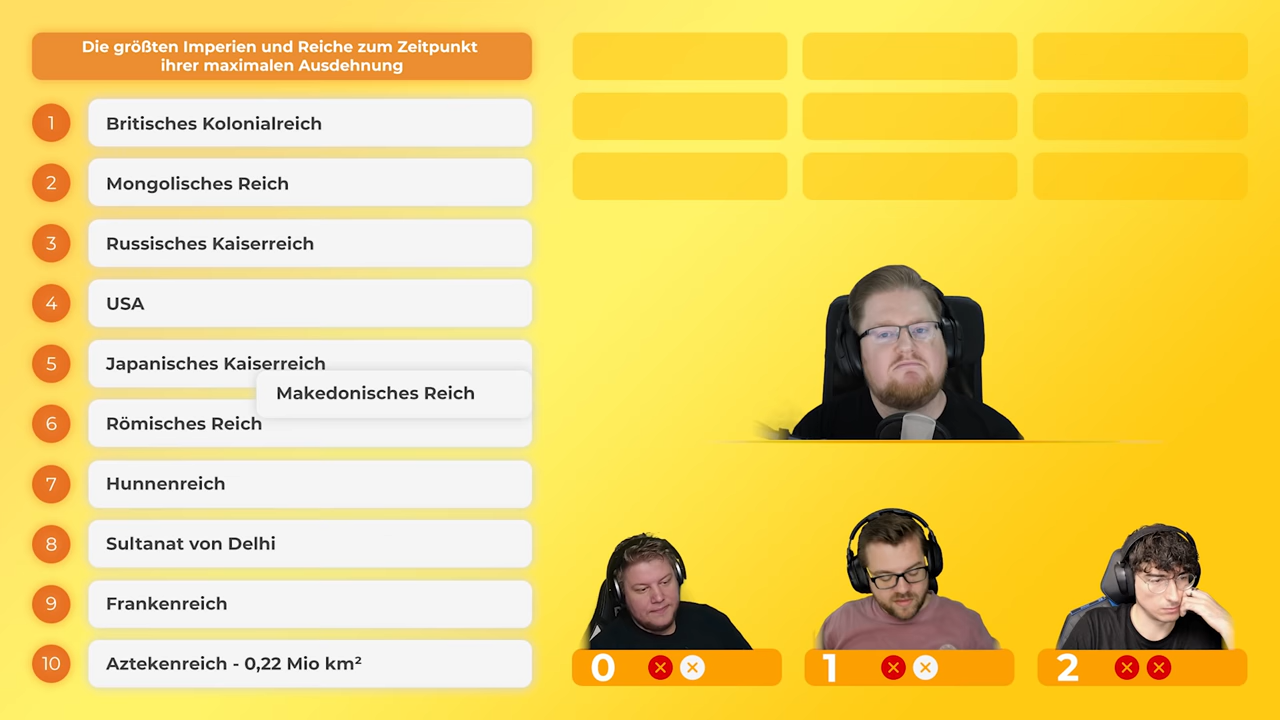 Die größten Imperien und Reiche zum Zeitpunkt
ihrer maximalen Ausdehnung
1 Britisches Kolonialreich
2 Mongolisches Reich
3 Russisches Kaiserreich
4 USA
5 Japanisches Kaiserreich
Makedonisches Reich
6 Römisches Reich
7 Hunnenreich
8 Sultanat von Delhi
9 Frankenreich
10 Aztekenreich - 0,22 Mio km²
0 1 2